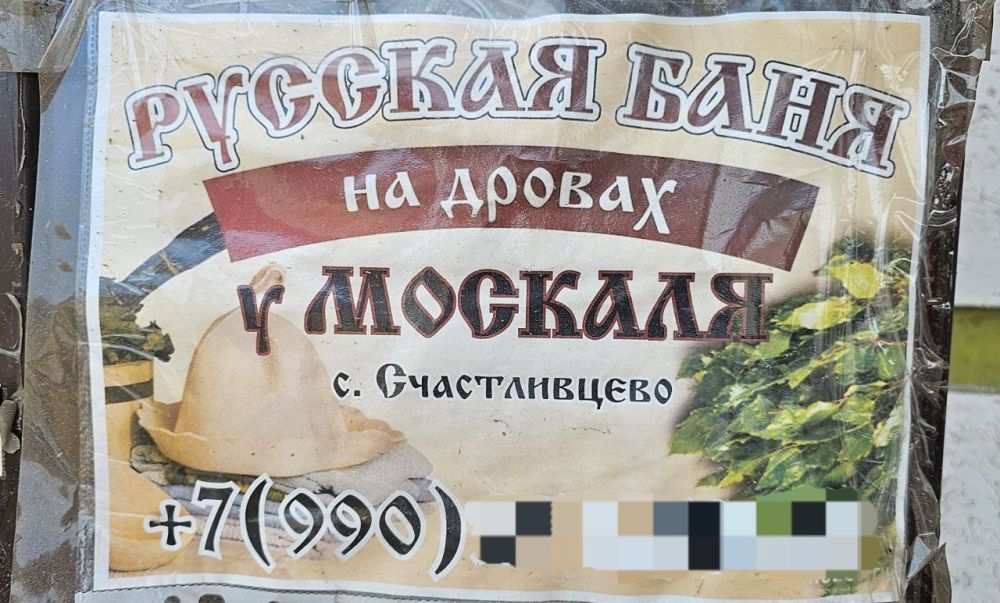 РУССКАЯ БАНЯ
НА ДРОВАХ
У МОСКАЛЯ
с. Счастливцево
+7(990)